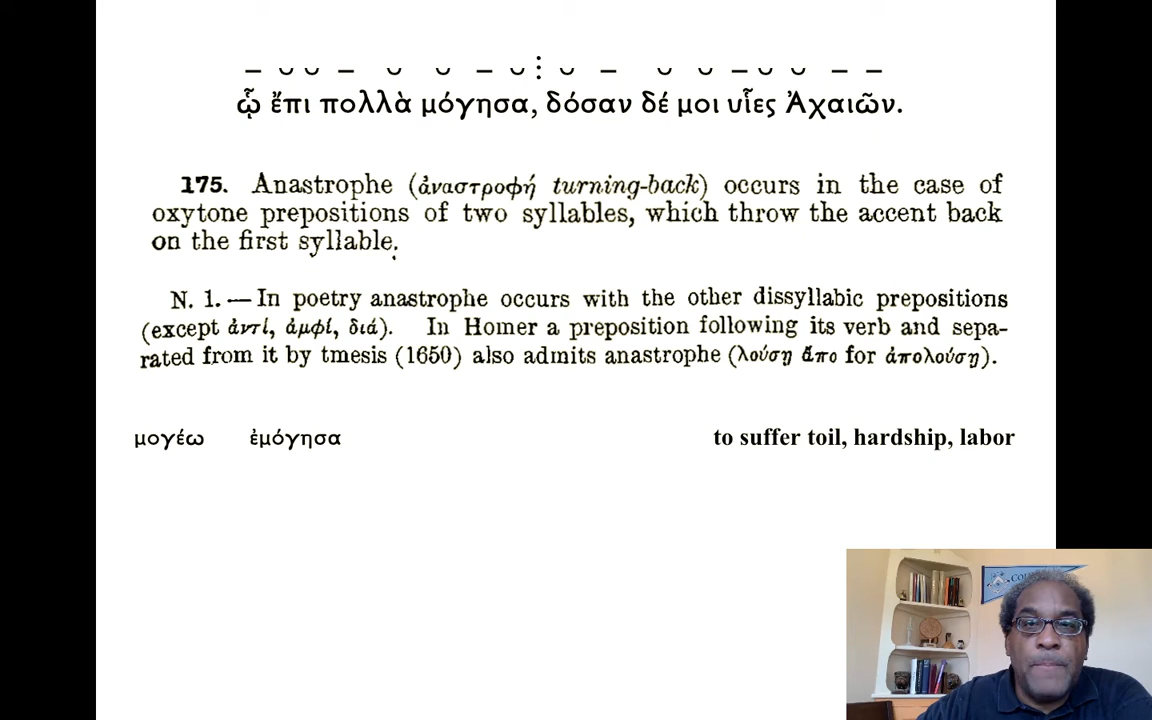 – ⏑ ⏑ – ⏑ ⏑ – ⏑ ⋮ ⏑ – ⏑ ⏑ – ⏑ ⏑ – –
ᾧ ἔπι πολλὰ μόγησα, δόσαν δέ μοι υἷες Ἀχαιῶν.
175. Anastrophe (ἀναστροφή turning-back) occurs in the case of
oxytone prepositions of two syllables, which throw the accent back
on the first syllable.
N. 1. — In poetry anastrophe occurs with the other dissyllabic prepositions
(except ἀντί, ἀμφί, διά). In Homer a preposition following its verb and sepa-
rated from it by tmesis (1650) also admits anastrophe (λούσῃ ἄπο for ἀπολούσῃ).
μογέω ἐμόγησα to suffer toil, hardship, labor